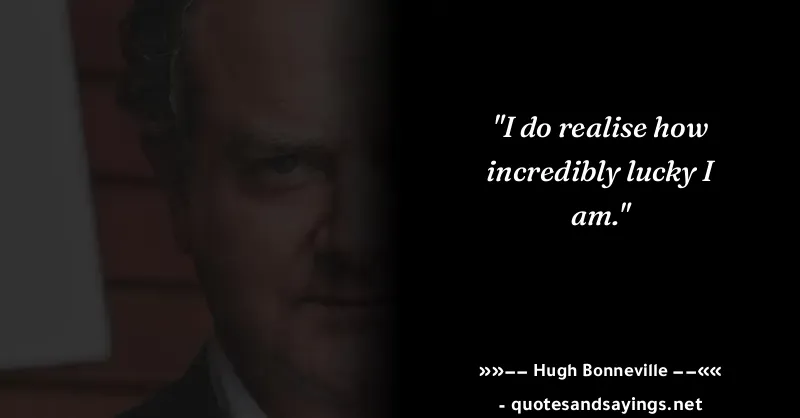 "I do realise how
incredibly lucky I
am."
»»−− Hugh Bonneville −−««
- quotesandsayings.net